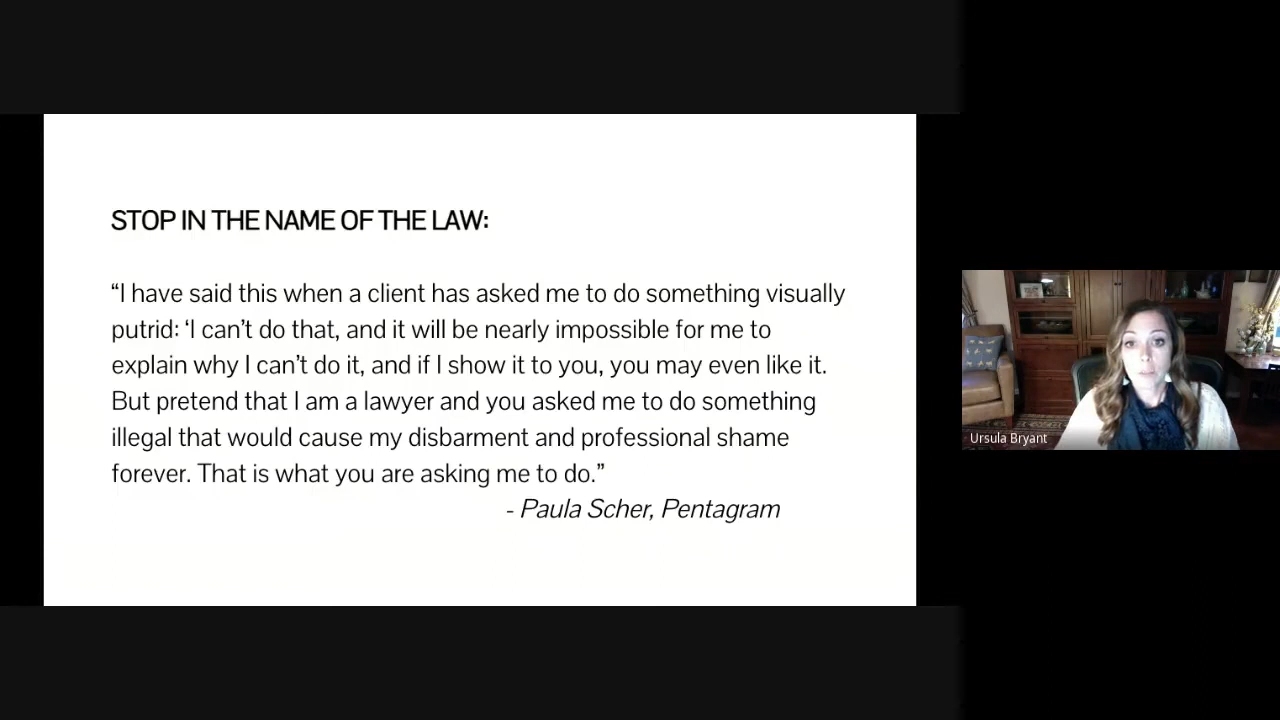 STOP IN THE NAME OF THE LAW:
“I have said this when a client has asked me to do something visually
putrid: ‘I can’t do that, and it will be nearly impossible for me to
explain why I can’t do it, and if I show it to you, you may even like it.
But pretend that I am a lawyer and you asked me to do something
illegal that would cause my disbarment and professional shame
forever. That is what you are asking me to do.”
- Paula Scher, Pentagram
Ursula Bryant